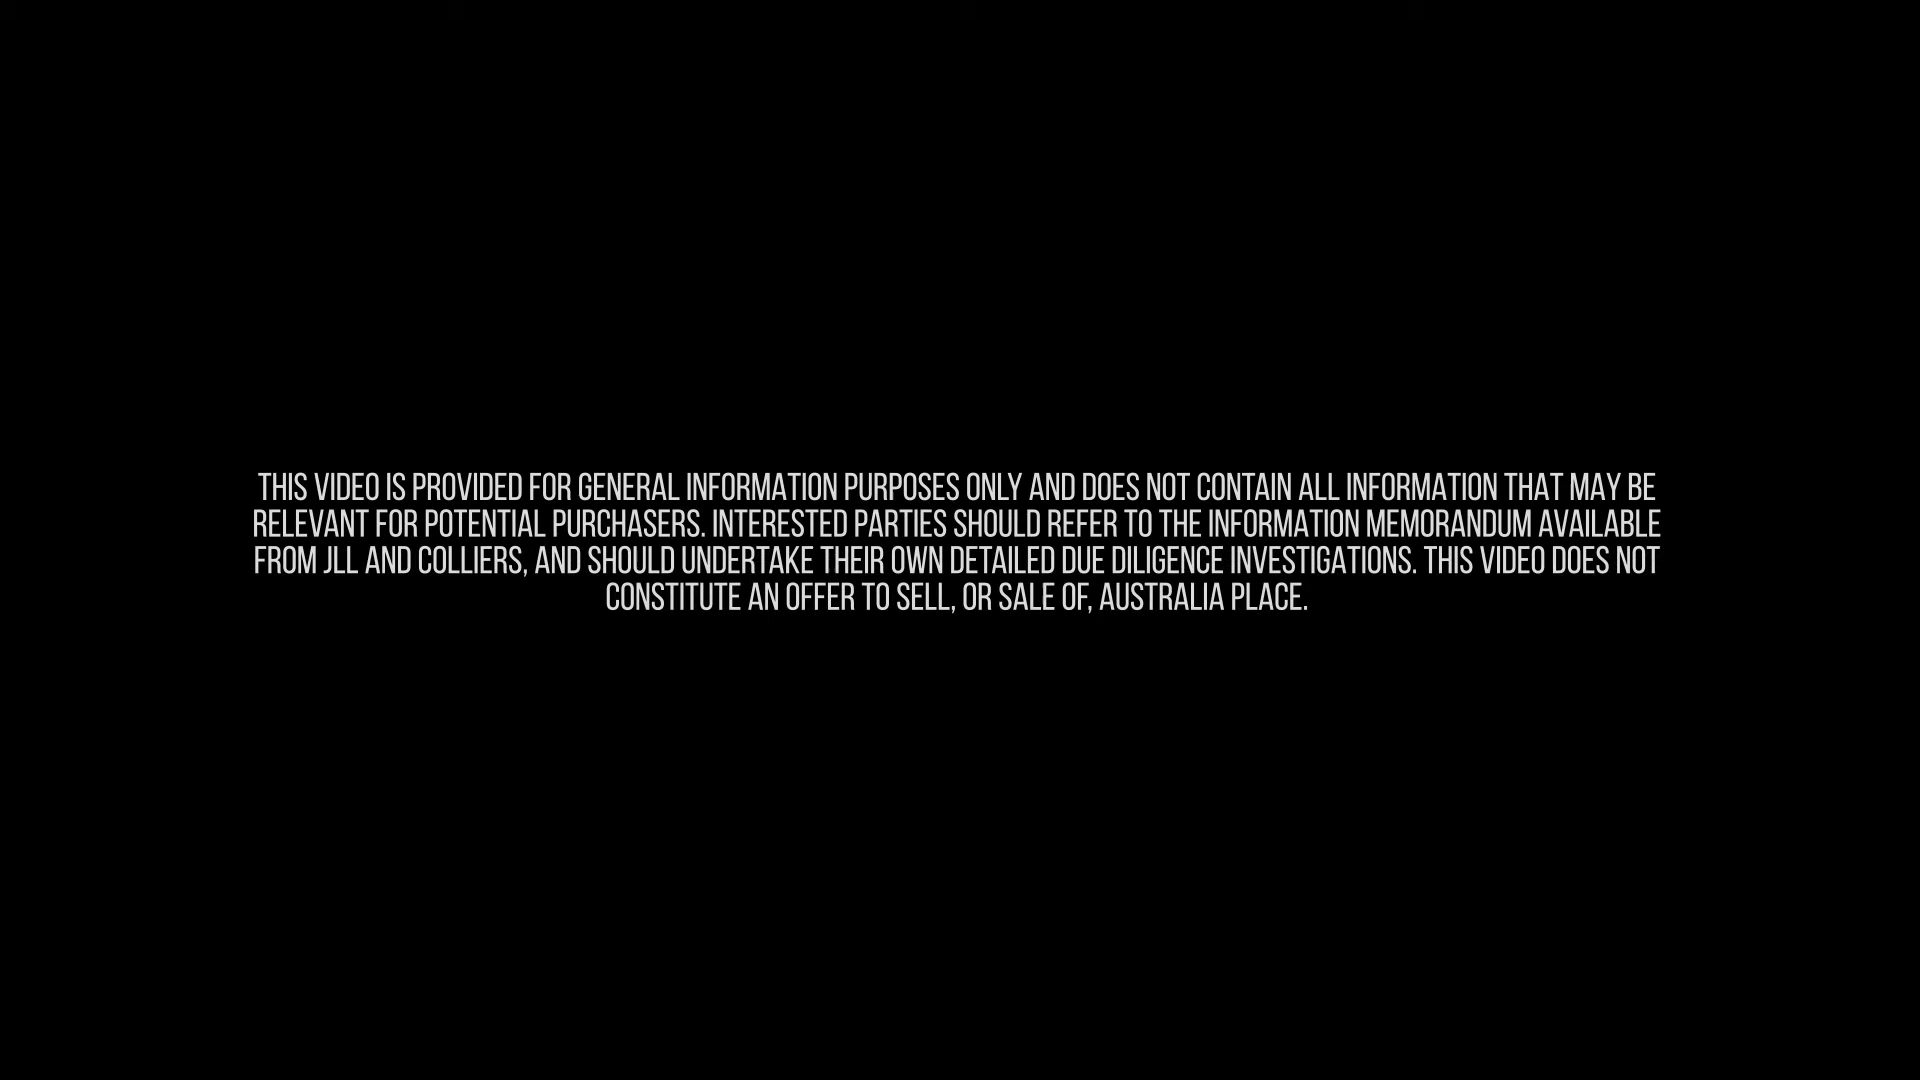 THIS VIDEO IS PROVIDED FOR GENERAL INFORMATION PURPOSES ONLY AND DOES NOT CONTAIN ALL INFORMATION THAT MAY BE
RELEVANT FOR POTENTIAL PURCHASERS. INTERESTED PARTIES SHOULD REFER TO THE INFORMATION MEMORANDUM AVAILABLE
FROM JLL AND COLLIERS, AND SHOULD UNDERTAKE THEIR OWN DETAILED DUE DILIGENCE INVESTIGATIONS. THIS VIDEO DOES NOT
CONSTITUTE AN OFFER TO SELL, OR SALE OF, AUSTRALIA PLACE.